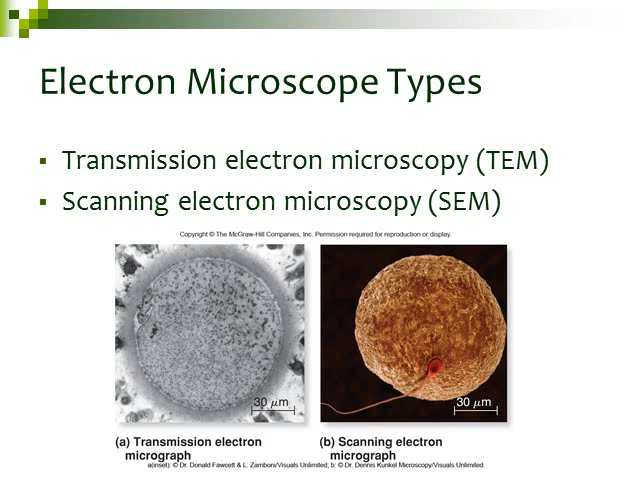 Electron Microscope Types
▪ Transmission electron microscopy (TEM)
▪ Scanning electron microscopy (SEM)
Copyright © The McGraw-Hill Companies, Inc. Permission required for reproduction or display.
30 μm
30 μm
(a) Transmission electron
micrograph
(b) Scanning electron
micrograph
a(inset): © Dr. Donald Fawcett & L. Zamboni/Visuals Unlimited; b: © Dr. Dennis Kunkel Microscopy/Visuals Unlimited